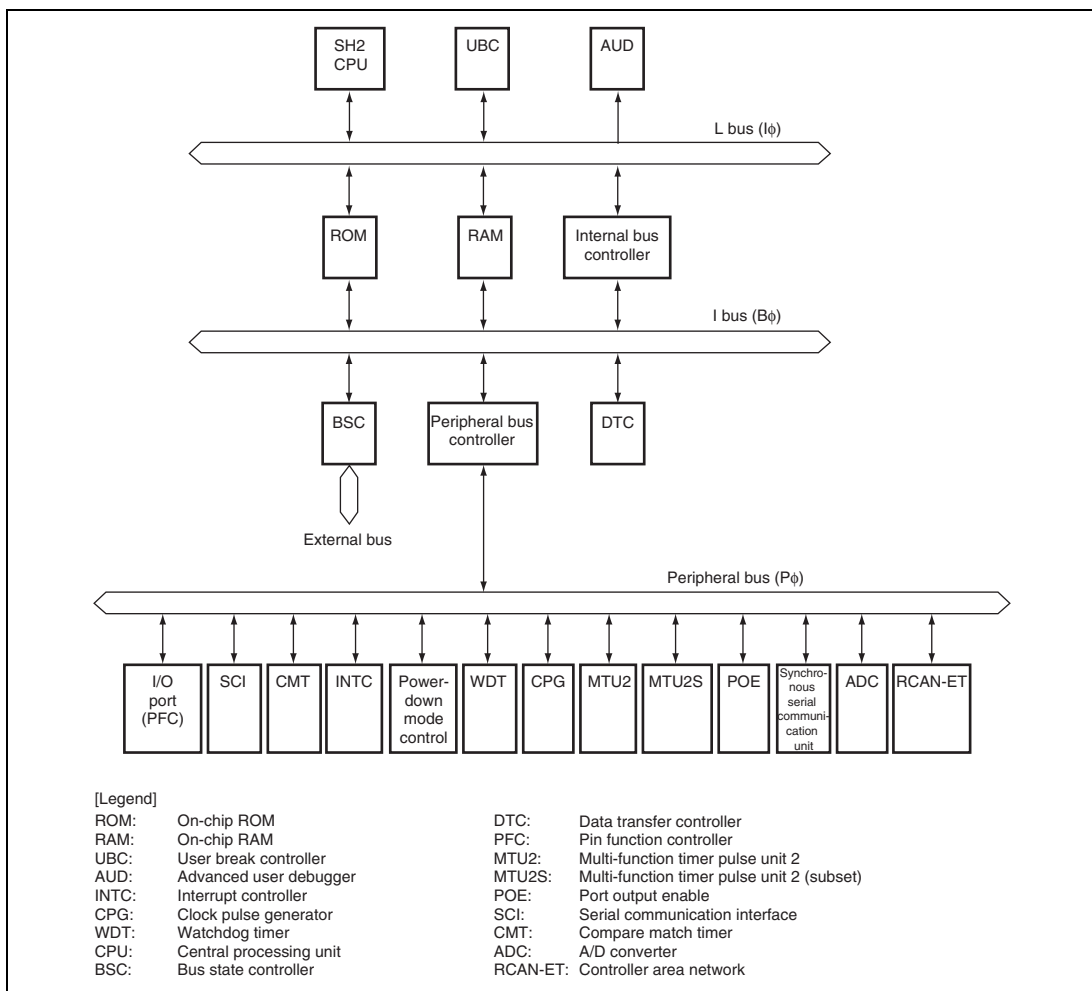 SH2
CPU
UBC
AUD
L bus (Iϕ)
ROM
RAM
Internal bus
controller
I bus (Bϕ)
BSC
Peripheral bus
controller
DTC
External bus
Peripheral bus (Pϕ)
I/O
port
(PFC)
SCI
CMT
INTC
Power-
down
mode
control
WDT
CPG
MTU2
MTU2S
POE
Synchro-
nous
serial
communi-
cation
unit
ADC
RCAN-ET
[Legend]
ROM: On-chip ROM
RAM: On-chip RAM
UBC: User break controller
AUD: Advanced user debugger
INTC: Interrupt controller
CPG: Clock pulse generator
WDT: Watchdog timer
CPU: Central processing unit
BSC: Bus state controller
DTC: Data transfer controller
PFC: Pin function controller
MTU2: Multi-function timer pulse unit 2
MTU2S: Multi-function timer pulse unit 2 (subset)
POE: Port output enable
SCI: Serial communication interface
CMT: Compare match timer
ADC: A/D converter
RCAN-ET: Controller area network